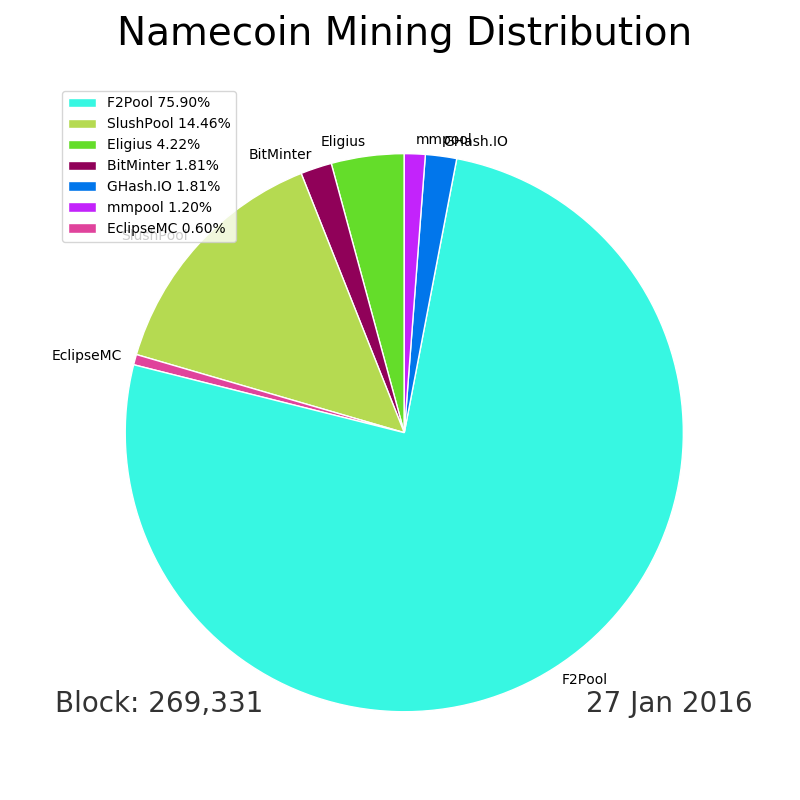 Namecoin Mining Distribution
F2Pool 75.90%
SlushPool 14.46%
Eligius 4.22%
BitMinter 1.81%
GHash.IO 1.81%
mmpool 1.20%
EclipseMC 0.60%
mmpool
GHash.IO
Eligius
BitMinter
SlushPool
EclipseMC
F2Pool
Block: 269,331
27 Jan 2016